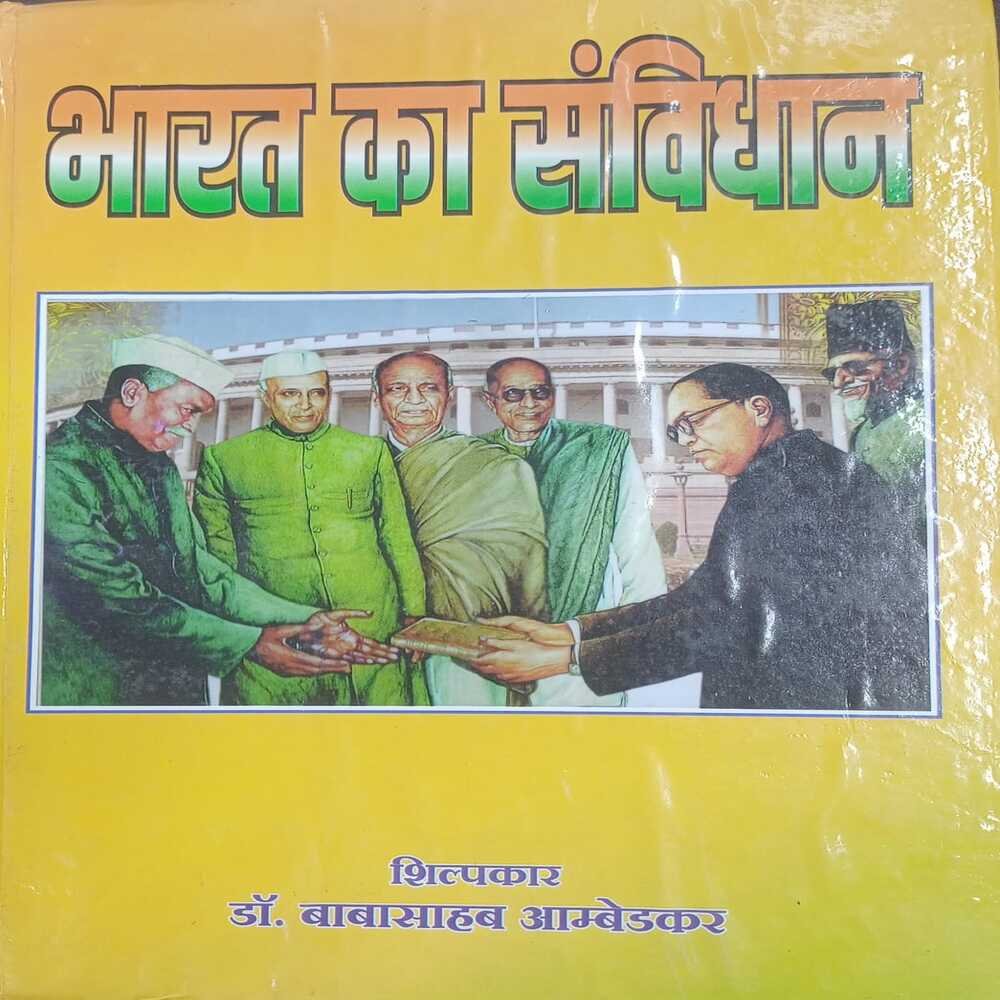 भारत का संविधान
शिल्पकार
डॉ. बाबासाहब आम्बेडकर